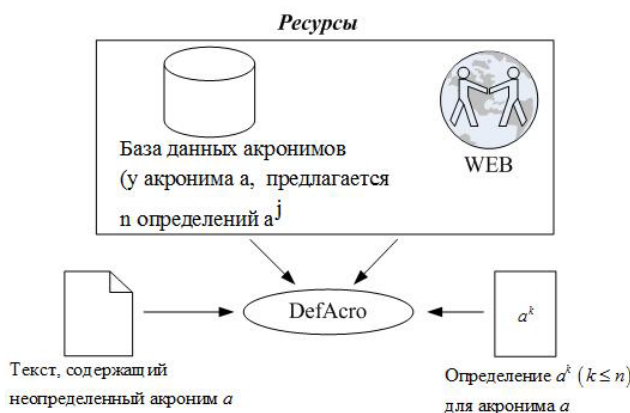 Ресурсы
База данных акронимов
(у акронима а, предлагается
n определений a^j
WEB
DefAcro
a^k
Текст, содержащий
неопределенный акроним a
Определение a^k (k≤n)
для акронима a